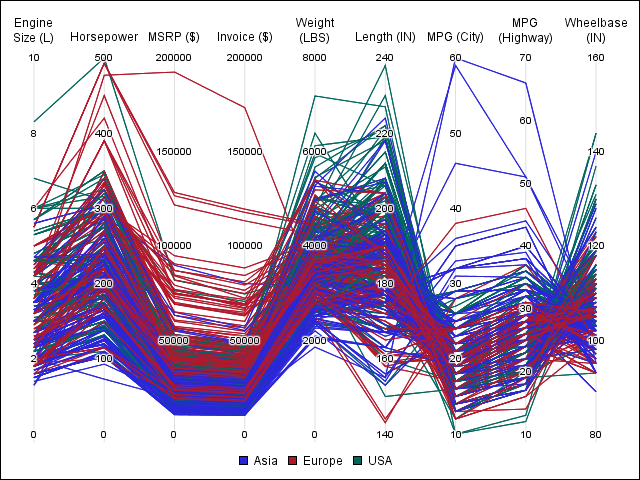 Engine Size (L) Horsepower MSRP ($) Invoice ($) Weight (LBS) Length (IN) MPG (City) MPG (Highway) Wheelbase (IN)
10 500 200000 200000 8000 240 60 70 160
8 400 150000 150000 6000 220 50 60 140
6 300 100000 100000 4000 200 40 50 120
4 200 50000 50000 2000 180 30 40 100
2 100 160 20 30
20
0 0 0 0 0 140 10 10 80
Asia Europe USA